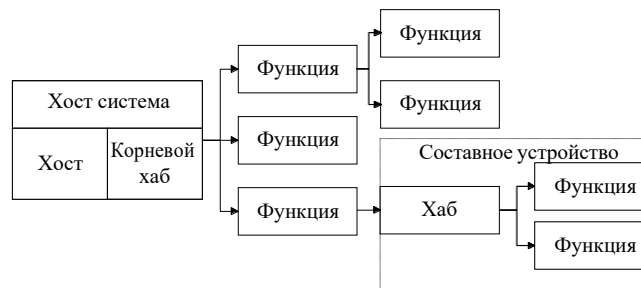 Функция
Функция
Функция
Хост система
Функция
Составное устройство
Хост
Корневой
хаб
Функция
Функция
Хаб
Функция